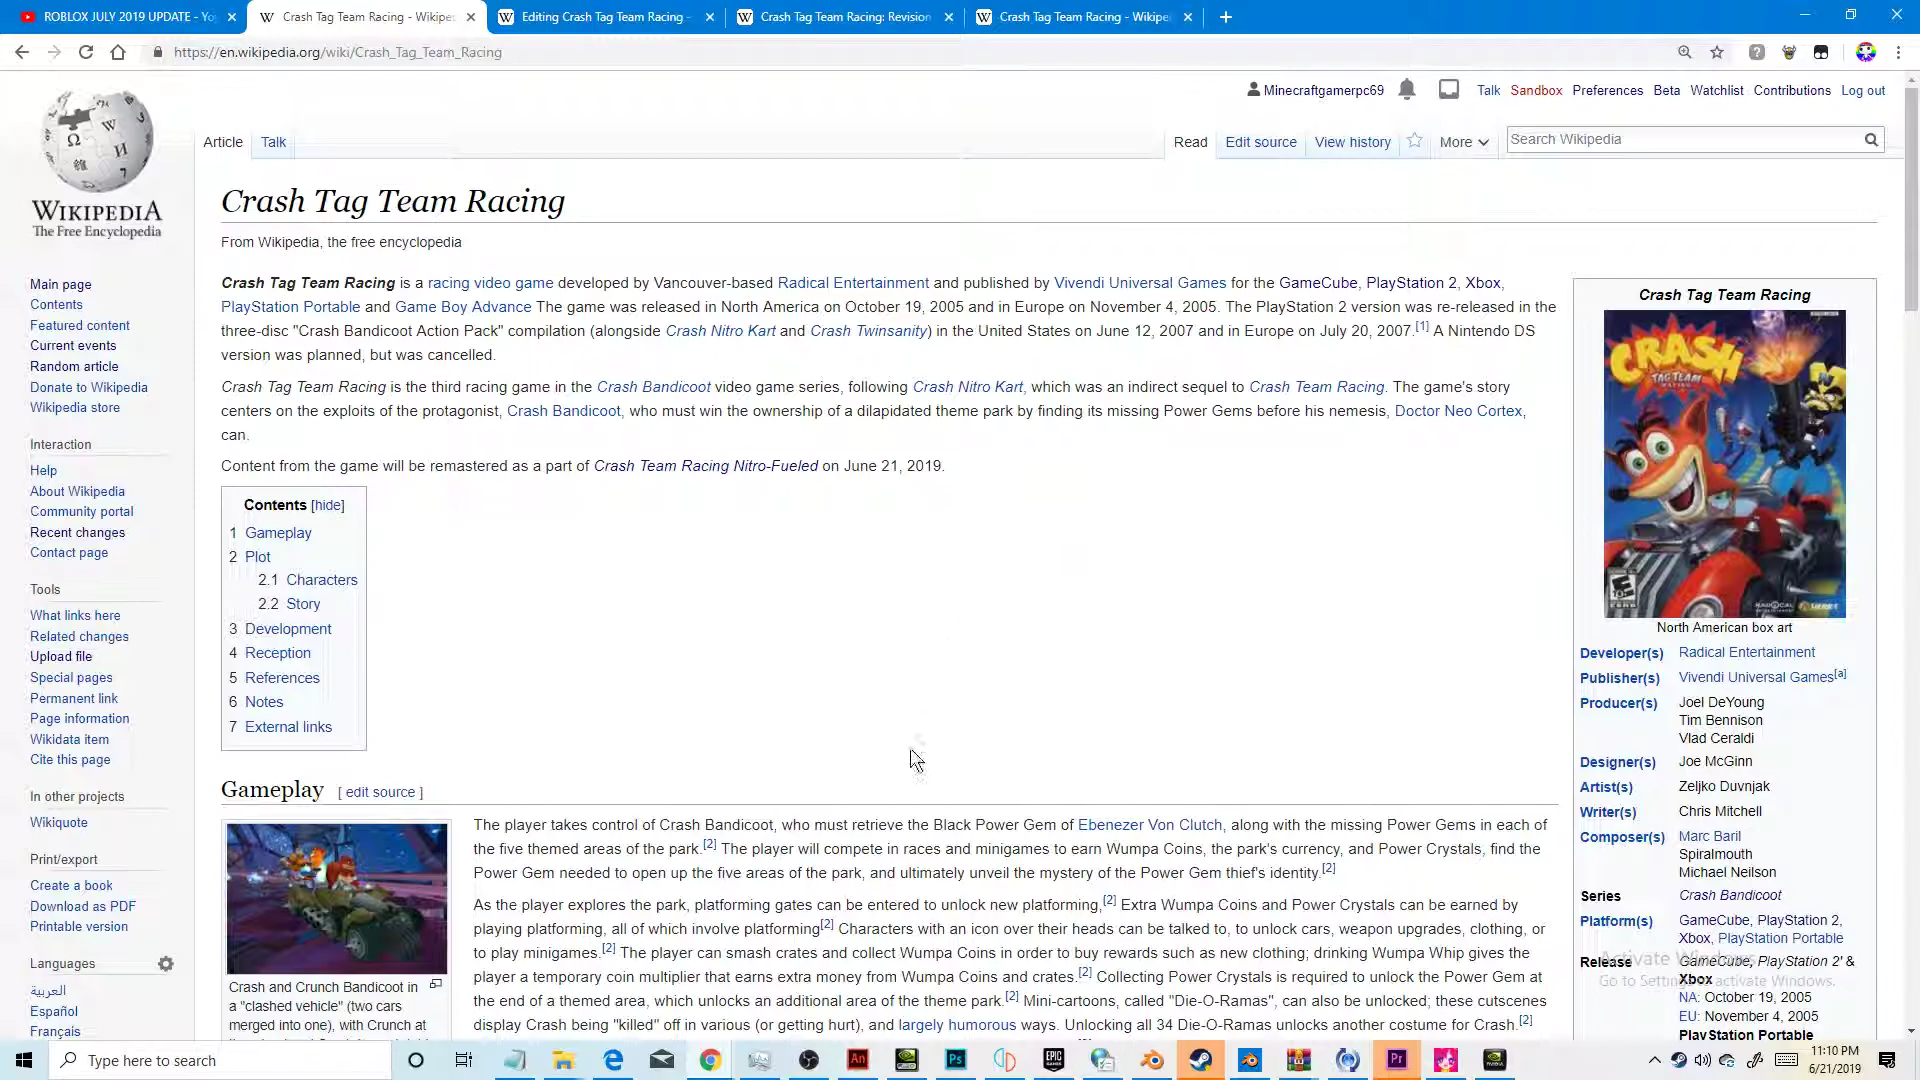 ROBLOX JULY 2019 UPDATE - Yo
Crash Tag Team Racing - Wikipe
Editing Crash Tag Team Racing -
Crash Tag Team Racing: Revision
Crash Tag Team Racing - Wikipe
https://en.wikipedia.org/wiki/Crash_Tag_Team_Racing
Minecraftgamerpc69 Talk Sandbox Preferences Beta Watchlist Contributions Log out
Article Talk Read Edit source View history More Search Wikipedia
WIKIPEDIA
The Free Encyclopedia
Main page
Contents
Featured content
Current events
Random article
Donate to Wikipedia
Wikipedia store
Interaction
Help
About Wikipedia
Community portal
Recent changes
Contact page
Tools
What links here
Related changes
Upload file
Special pages
Permanent link
Page information
Wikidata item
Cite this page
In other projects
Wikiquote
Print/export
Create a book
Download as PDF
Printable version
Languages
العربية
Español
Français
Crash Tag Team Racing
From Wikipedia, the free encyclopedia
Crash Tag Team Racing is a racing video game developed by Vancouver-based Radical Entertainment and published by Vivendi Universal Games for the GameCube, PlayStation 2, Xbox,
PlayStation Portable and Game Boy Advance The game was released in North America on October 19, 2005 and in Europe on November 4, 2005. The PlayStation 2 version was re-released in the
three-disc "Crash Bandicoot Action Pack" compilation (alongside Crash Nitro Kart and Crash Twinsanity) in the United States on June 12, 2007 and in Europe on July 20, 2007.[1] A Nintendo DS
version was planned, but was cancelled.
Crash Tag Team Racing is the third racing game in the Crash Bandicoot video game series, following Crash Nitro Kart, which was an indirect sequel to Crash Team Racing. The game's story
centers on the exploits of the protagonist, Crash Bandicoot, who must win the ownership of a dilapidated theme park by finding its missing Power Gems before his nemesis, Doctor Neo Cortex,
can.
Content from the game will be remastered as a part of Crash Team Racing Nitro-Fueled on June 21, 2019.
Contents [hide]
1 Gameplay
2 Plot
2.1 Characters
2.2 Story
3 Development
4 Reception
5 References
6 Notes
7 External links
Gameplay [ edit source ]
Crash and Crunch Bandicoot in
a "clashed vehicle" (two cars
merged into one), with Crunch at
The player takes control of Crash Bandicoot, who must retrieve the Black Power Gem of Ebenezer Von Clutch, along with the missing Power Gems in each of
the five themed areas of the park.[2] The player will compete in races and minigames to earn Wumpa Coins, the park's currency, and Power Crystals, find the
Power Gem needed to open up the five areas of the park, and ultimately unveil the mystery of the Power Gem thief's identity.[2]
As the player explores the park, platforming gates can be entered to unlock new platforming,[2] Extra Wumpa Coins and Power Crystals can be earned by
playing platforming, all of which involve platforming[2] Characters with an icon over their heads can be talked to, to unlock cars, weapon upgrades, clothing, or
to play minigames.[2] The player can smash crates and collect Wumpa Coins in order to buy rewards such as new clothing; drinking Wumpa Whip gives the
player a temporary coin multiplier that earns extra money from Wumpa Coins and crates.[2] Collecting Power Crystals is required to unlock the Power Gem at
the end of a themed area, which unlocks an additional area of the theme park.[2] Mini-cartoons, called "Die-O-Ramas", can also be unlocked; these cutscenes
display Crash being "killed" off in various (or getting hurt), and largely humorous ways. Unlocking all 34 Die-O-Ramas unlocks another costume for Crash.[2]
Crash Tag Team Racing
CRASH
TAG TEAM
RACING
North American box art
Developer(s) Radical Entertainment
Publisher(s) Vivendi Universal Games[a]
Producer(s) Joel DeYoung
Tim Bennison
Vlad Ceraldi
Designer(s) Joe McGinn
Artist(s) Zeljko Duvnjak
Writer(s) Chris Mitchell
Composer(s) Marc Baril
Spiralmouth
Michael Neilson
Series Crash Bandicoot
Platform(s) GameCube, PlayStation 2,
Xbox, PlayStation Portable
Release GameCube, PlayStation 2' &
Xbox
NA: October 19, 2005
EU: November 4, 2005
PlayStation Portable
Activate Windows
Go to Settings to activate Windows.
Type here to search
11:10 PM
6/21/2019